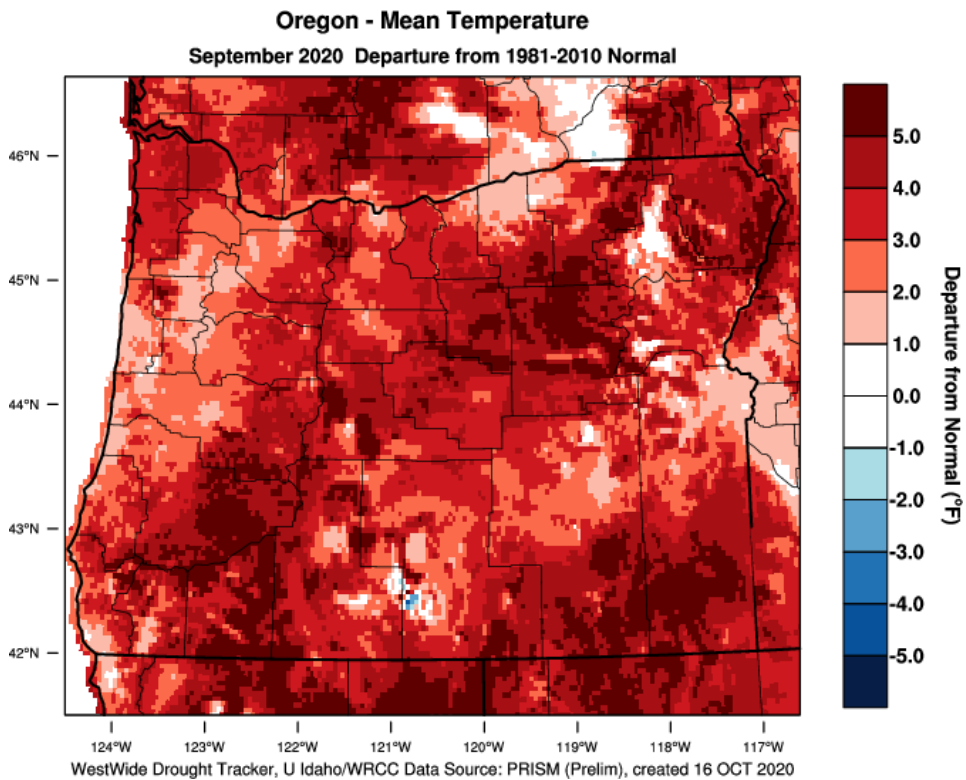 Oregon - Mean Temperature
September 2020 Departure from 1981-2010 Normal
46°N
45°N
44°N
43°N
42°N
124°W 123°W 122°W 121°W 120°W 119°W 118°W 117°W
5.0
4.0
3.0
2.0
1.0
0.0
-1.0
-2.0
-3.0
-4.0
-5.0
Departure from Normal (°F)
WestWide Drought Tracker, U Idaho/WRCC Data Source: PRISM (Prelim), created 16 OCT 2020